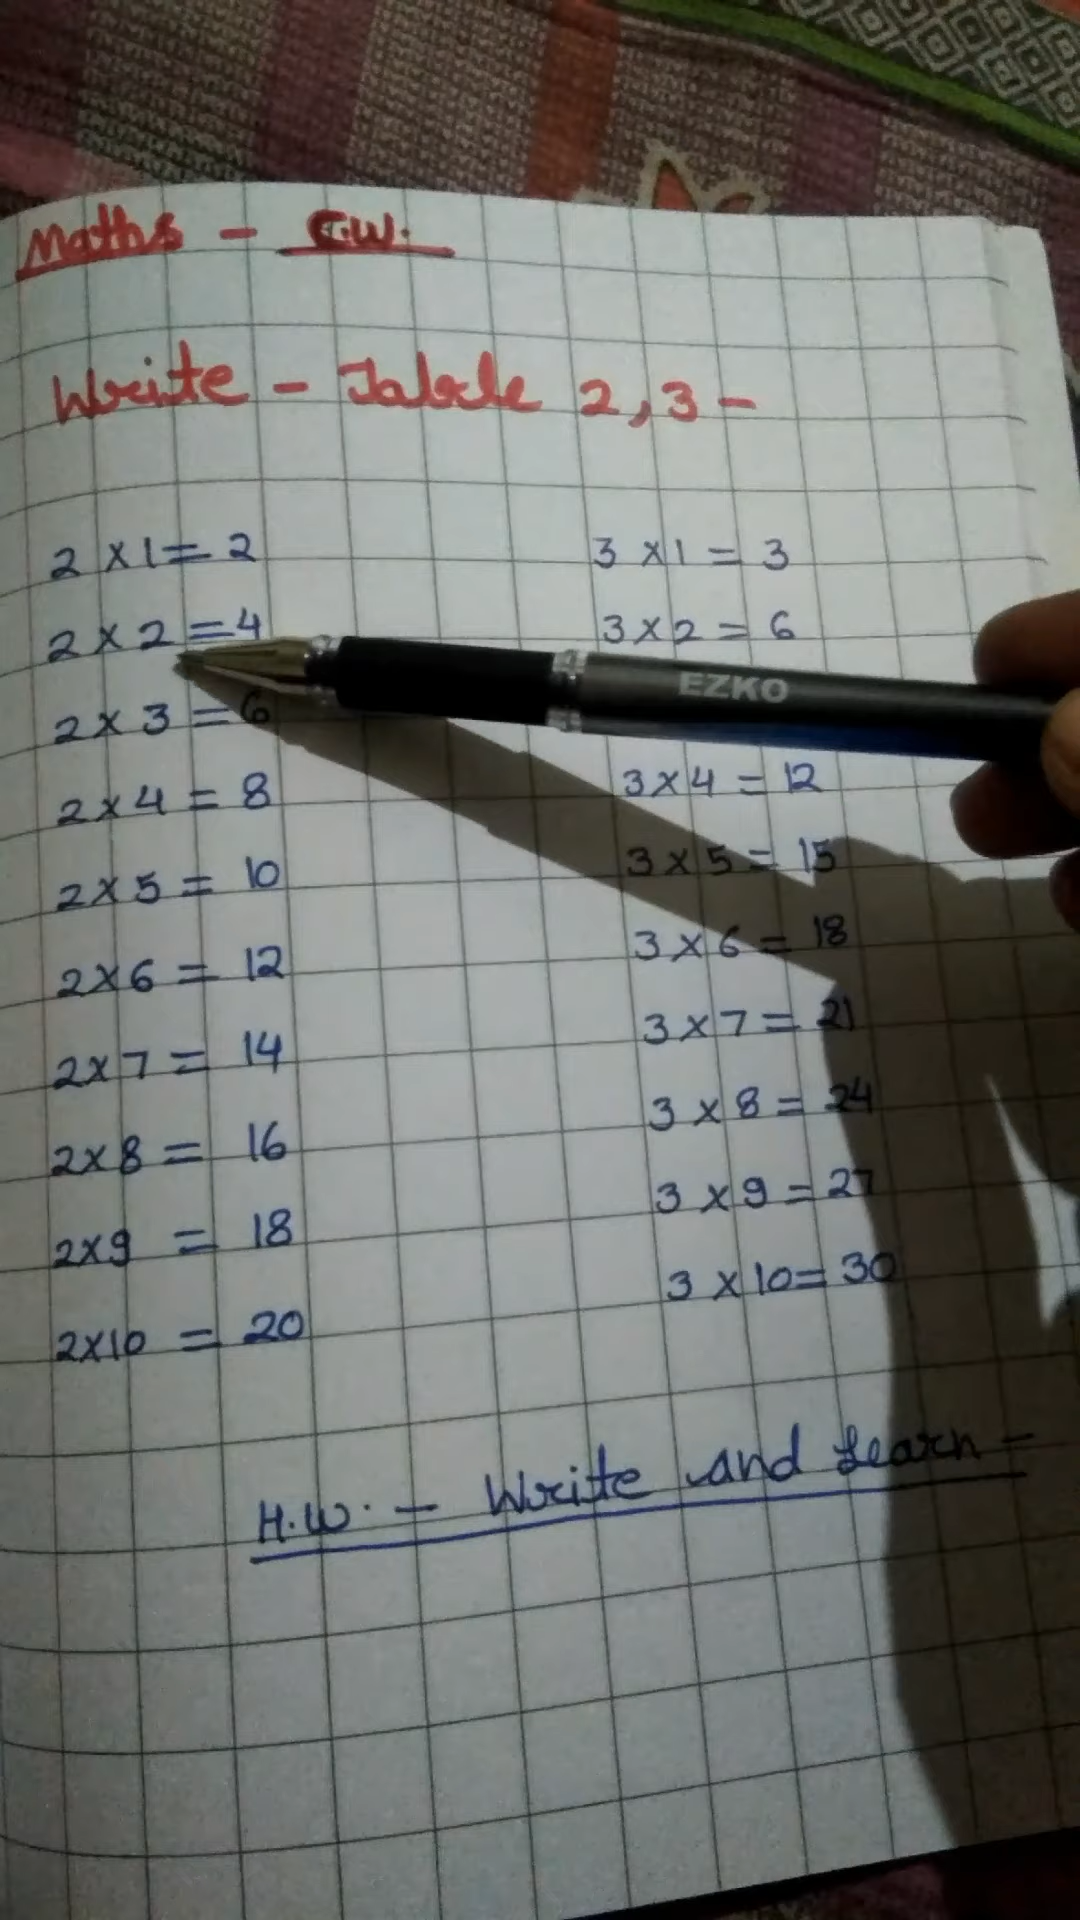 Maths - C.W.
Write - Table 2, 3 -
2 x 1 = 2
2 x 2 = 4
2 x 3 = 6
2 x 4 = 8
2 x 5 = 10
2 x 6 = 12
2 x 7 = 14
2 x 8 = 16
2 x 9 = 18
2 x 10 = 20
3 x 1 = 3
3 x 2 = 6
3 x 4 = 12
3 x 5 = 15
3 x 6 = 18
3 x 7 = 21
3 x 8 = 24
3 x 9 = 27
3 x 10 = 30
H.W. - Write and Learn -
EZKO